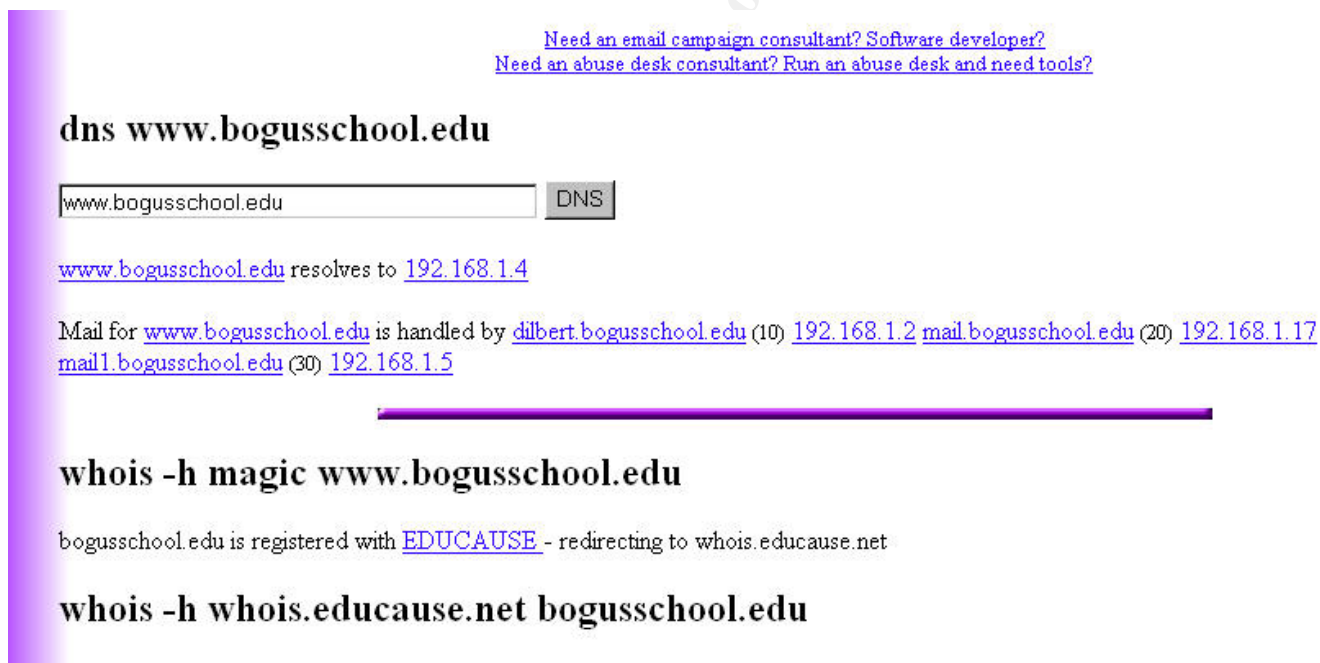 Need an email campaign consultant? Software developer?
Need an abuse desk consultant? Run an abuse desk and need tools?
dns www.bogusschool.edu
www.bogusschool.edu DNS
www.bogusschool.edu resolves to 192.168.1.4
Mail for www.bogusschool.edu is handled by dilbert.bogusschool.edu (10) 192.168.1.2 mail.bogusschool.edu (20) 192.168.1.17
mail1.bogusschool.edu (30) 192.168.1.5
whois -h magic www.bogusschool.edu
bogusschool.edu is registered with EDUCAUSE - redirecting to whois.educause.net
whois -h whois.educause.net bogusschool.edu